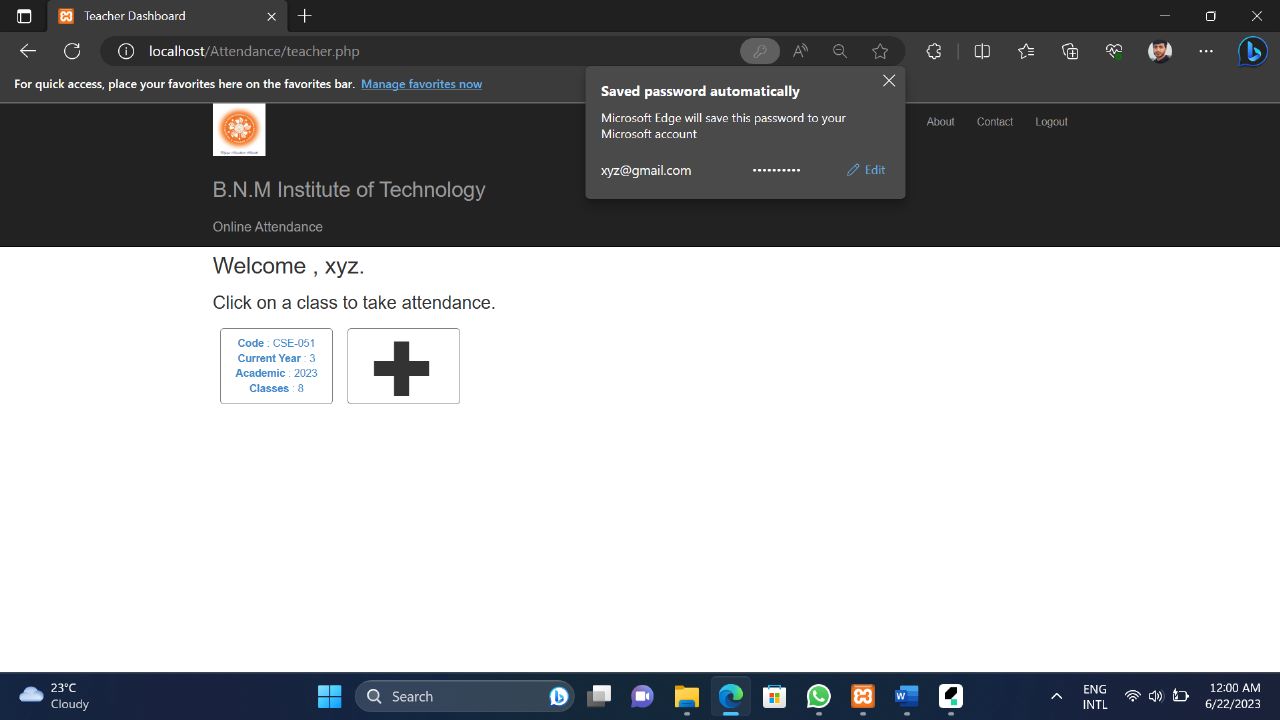 Teacher Dashboard
localhost/Attendance/teacher.php
For quick access, place your favorites here on the favorites bar. Manage favorites now
Saved password automatically
Microsoft Edge will save this password to your
Microsoft account
xyz@gmail.com •••••••••• Edit
About Contact Logout
B.N.M Institute of Technology
Online Attendance
Welcome , xyz.
Click on a class to take attendance.
Code : CSE-051
Current Year : 3
Academic : 2023
Classes : 8
23°C
Cloudy
Search
ENG
INTL
12:00 AM
6/22/2023